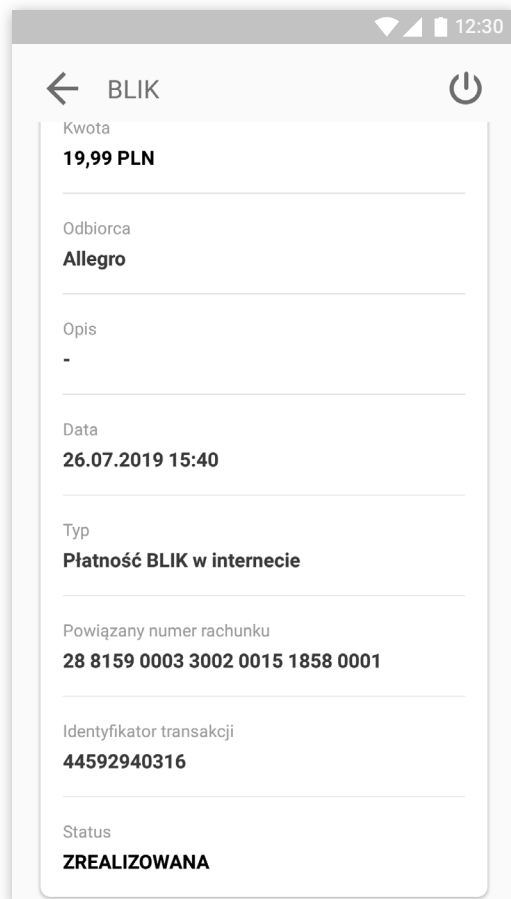 12:30
BLIK
Kwota
19,99 PLN
Odbiorca
Allegro
Opis
-
Data
26.07.2019 15:40
Typ
Płatność BLIK w internecie
Powiązany numer rachunku
28 8159 0003 3002 0015 1858 0001
Identyfikator transakcji
44592940316
Status
ZREALIZOWANA